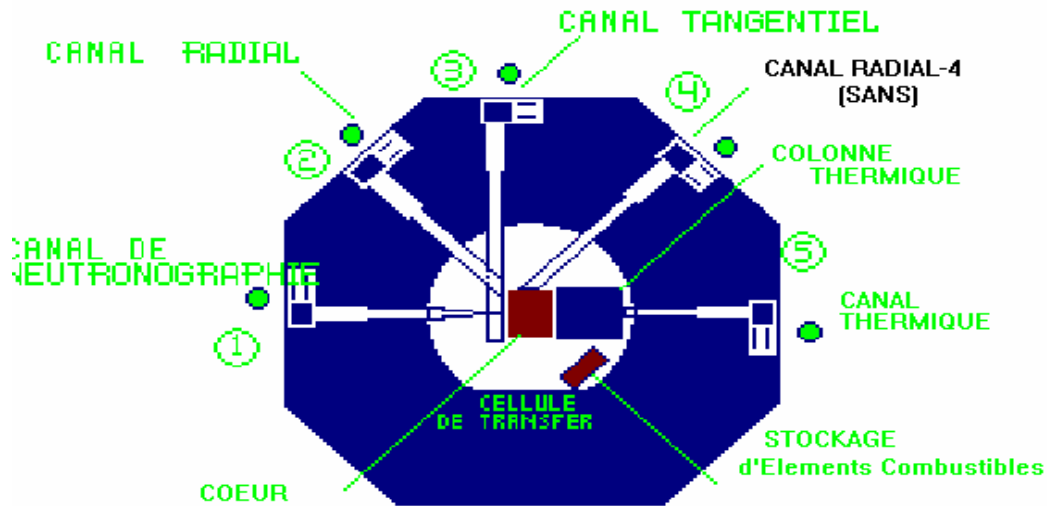 CANAL TANGENTIEL
CANAL RADIAL
3
CANAL RADIAL-4
(SANS)
4
2
COLONNE
THERMIQUE
CANAL DE
NEUTRONOGRAPHIE
5
CANAL
THERMIQUE
1
CELLULE
DE TRANSFER
STOCKAGE
d'Elements Combustibles
COEUR